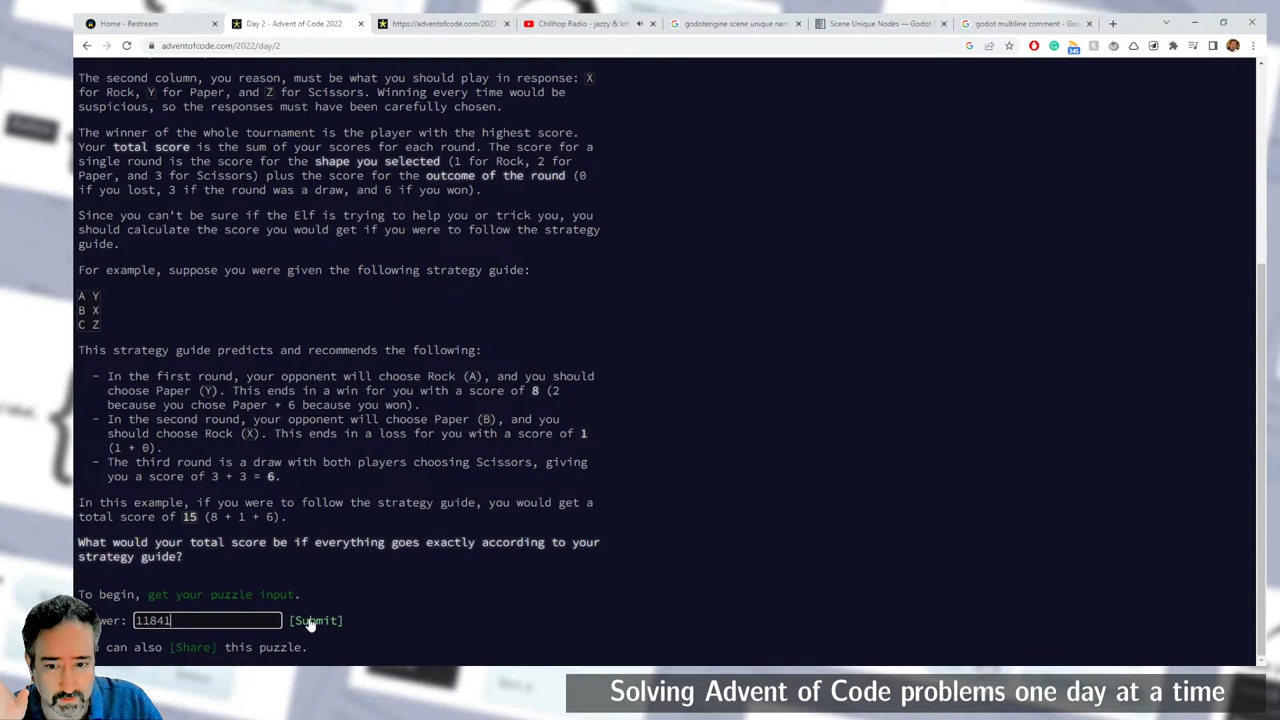 Home - Restream
Day 2 - Advent of Code 2022
https://adventofcode.com/2022
Chillhop Radio - jazzy & lof
godotengine scene unique nam
Scene Unique Nodes — Godot
godot multiline comment - Go
adventofcode.com/2022/day/2
345
The second column, you reason, must be what you should play in response: X
for Rock, Y for Paper, and Z for Scissors. Winning every time would be
suspicious, so the responses must have been carefully chosen.
The winner of the whole tournament is the player with the highest score.
Your total score is the sum of your scores for each round. The score for a
single round is the score for the shape you selected (1 for Rock, 2 for
Paper, and 3 for Scissors) plus the score for the outcome of the round (0
if you lost, 3 if the round was a draw, and 6 if you won).
Since you can't be sure if the Elf is trying to help you or trick you, you
should calculate the score you would get if you were to follow the strategy
guide.
For example, suppose you were given the following strategy guide:
A Y
B X
C Z
This strategy guide predicts and recommends the following:
- In the first round, your opponent will choose Rock (A), and you should
choose Paper (Y). This ends in a win for you with a score of 8 (2
because you chose Paper + 6 because you won).
- In the second round, your opponent will choose Paper (B), and you
should choose Rock (X). This ends in a loss for you with a score of 1
(1 + 0).
- The third round is a draw with both players choosing Scissors, giving
you a score of 3 + 3 = 6.
In this example, if you were to follow the strategy guide, you would get a
total score of 15 (8 + 1 + 6).
What would your total score be if everything goes exactly according to your
strategy guide?
To begin, get your puzzle input.
wer: 11841 [Submit]
can also [Share] this puzzle.
Solving Advent of Code problems one day at a time